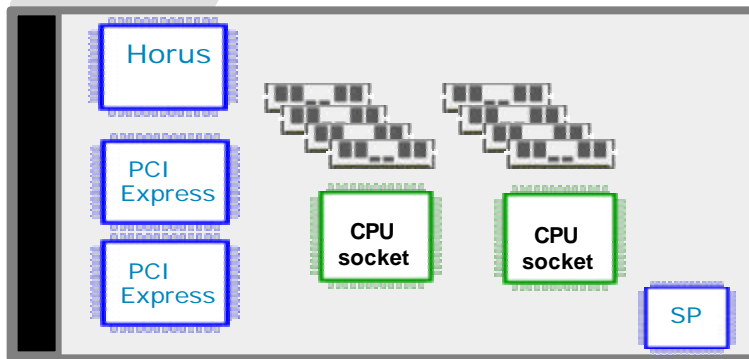 Horus
PCI
Express
PCI
Express
CPU
socket
CPU
socket
SP